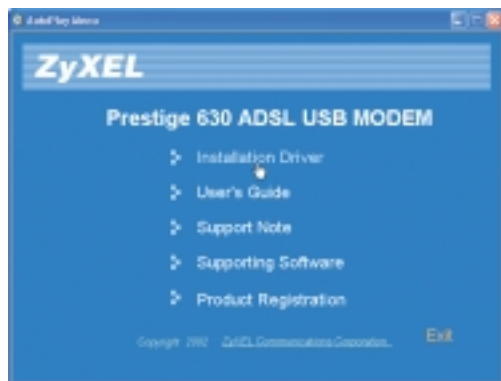 AutoPlay Menu
ZyXEL
Prestige 630 ADSL USB MODEM
Installation Driver
User's Guide
Support Note
Supporting Software
Product Registration
Copyright 2002 ZyXEL Communications Corporation.
Exit